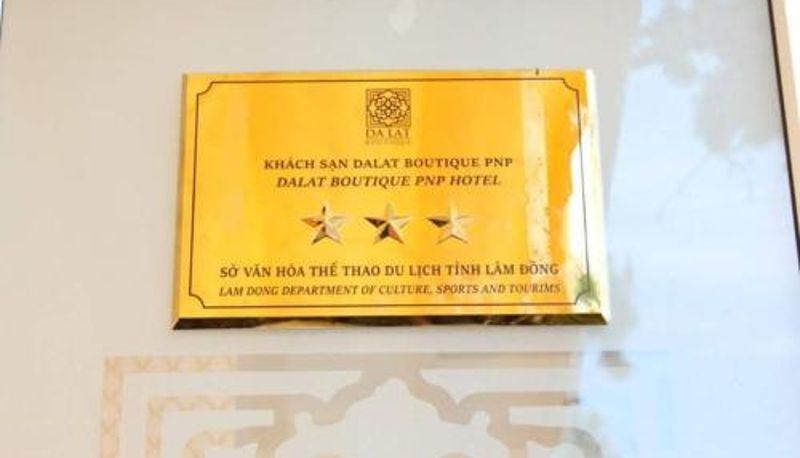 DA LAT
BOUTIQUE
KHÁCH SẠN DALAT BOUTIQUE PNP
DALAT BOUTIQUE PNP HOTEL
SỞ VĂN HÓA THỂ THAO DU LỊCH TỈNH LÂM ĐỒNG
LAM DONG DEPARTMENT OF CULTURE, SPORTS AND TOURIMS